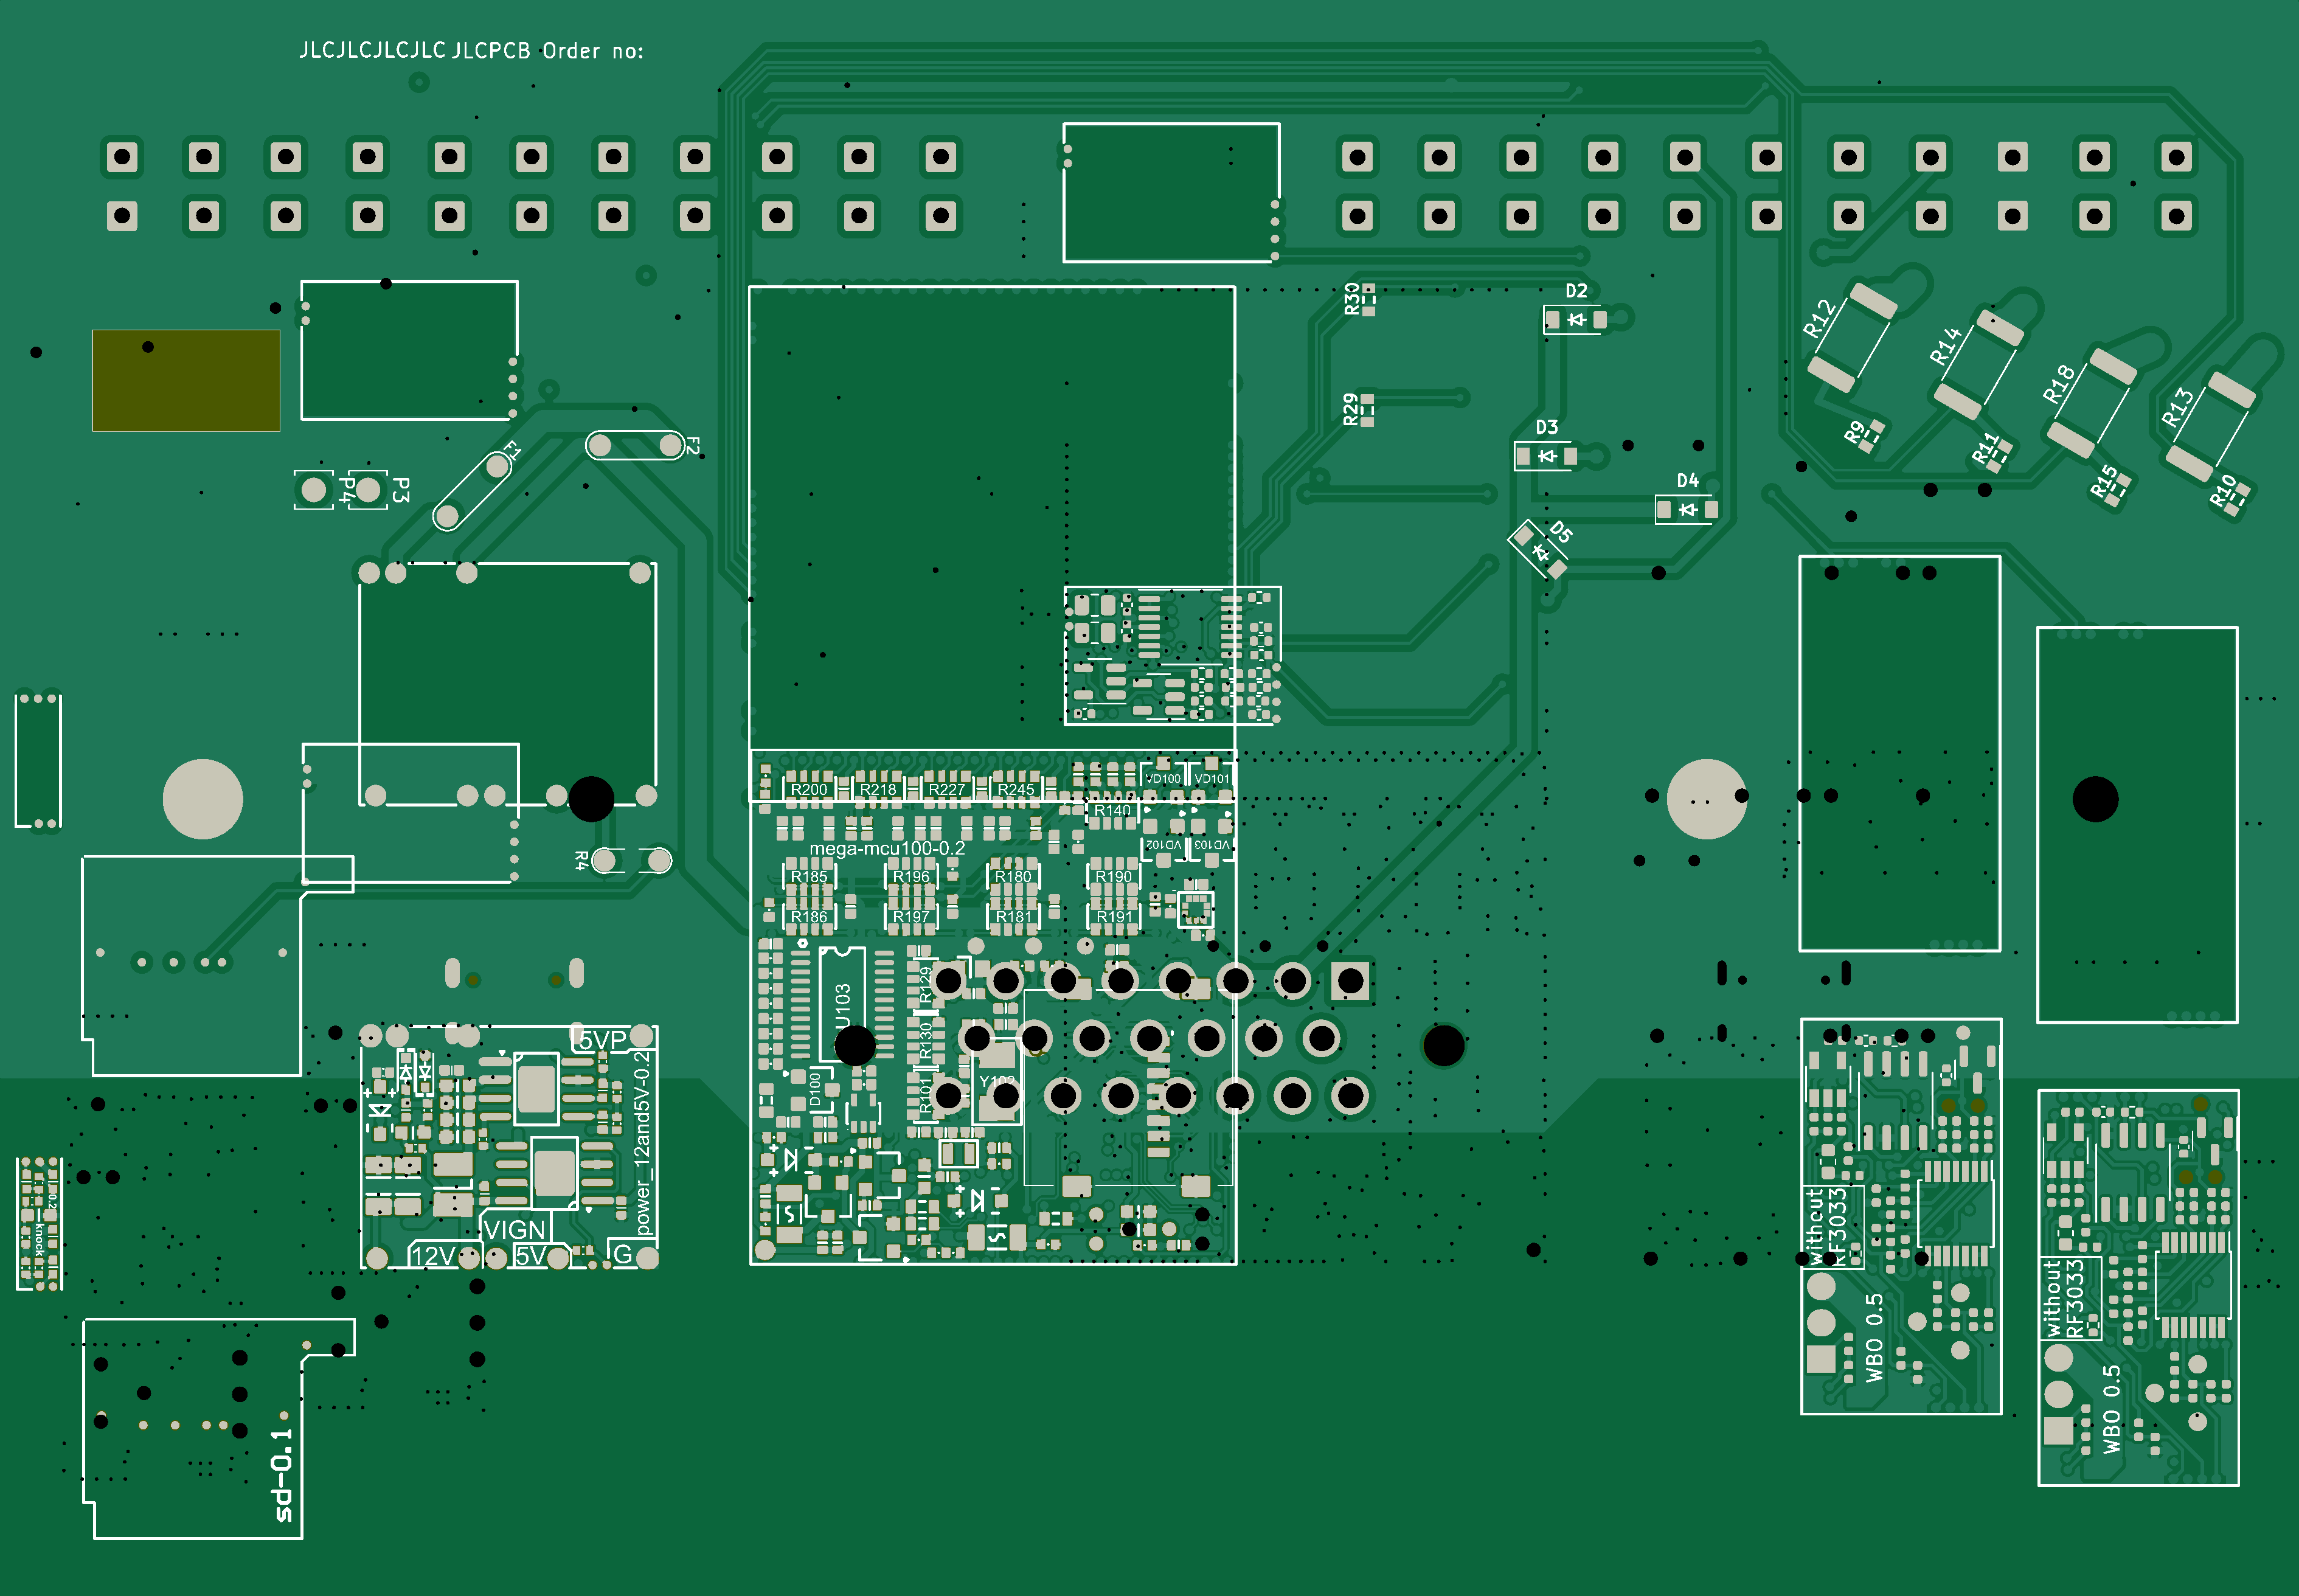 JLCJLCJLCJLC JLCPCB Order no:
R30
D2
R12
R14
R18
R13
R29
D3
R9
R11
R15
R10
F1
F2
P4
P3
D4
D5
R200
R218
R227
R245
VD100
VD101
R140
mega-mcu100-0.2
VD102
VD103
R4
R185
R196
R180
R190
R186
R197
R181
R191
U103
R129
R130
R101
Y102
D100
5VP
power_12and5V-0.2
VIGN
12V
5V
G
knock
0.2
without
RF3033
WBO 0.5
without
RF3033
WBO 0.5
sd-0.1